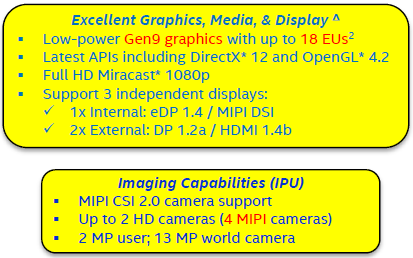 Excellent Graphics, Media, & Display ^
▪ Low-power Gen9 graphics with up to 18 EUs²
▪ Latest APIs including DirectX* 12 and OpenGL* 4.2
▪ Full HD Miracast* 1080p
▪ Support 3 independent displays:
✓ 1x Internal: eDP 1.4 / MIPI DSI
✓ 2x External: DP 1.2a / HDMI 1.4b
Imaging Capabilities (IPU)
▪ MIPI CSI 2.0 camera support
▪ Up to 2 HD cameras (4 MIPI cameras)
▪ 2 MP user; 13 MP world camera